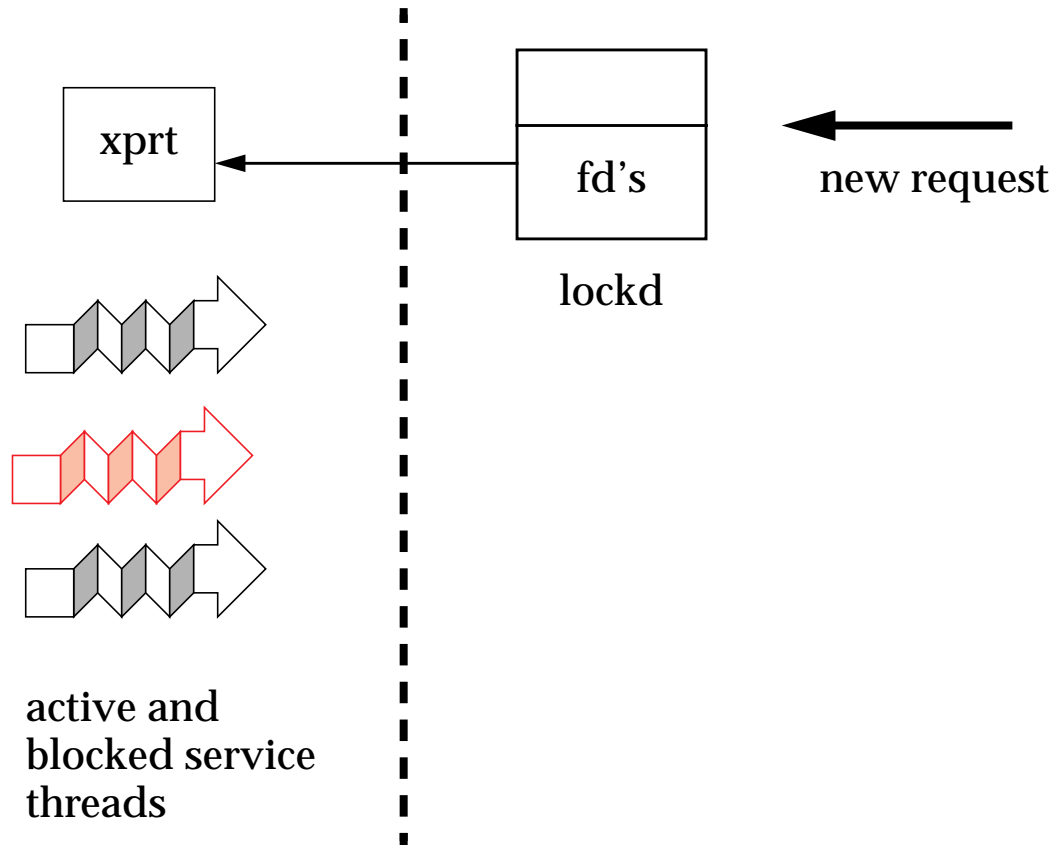 xprt
fd's
new request
lockd
active and
blocked service
threads